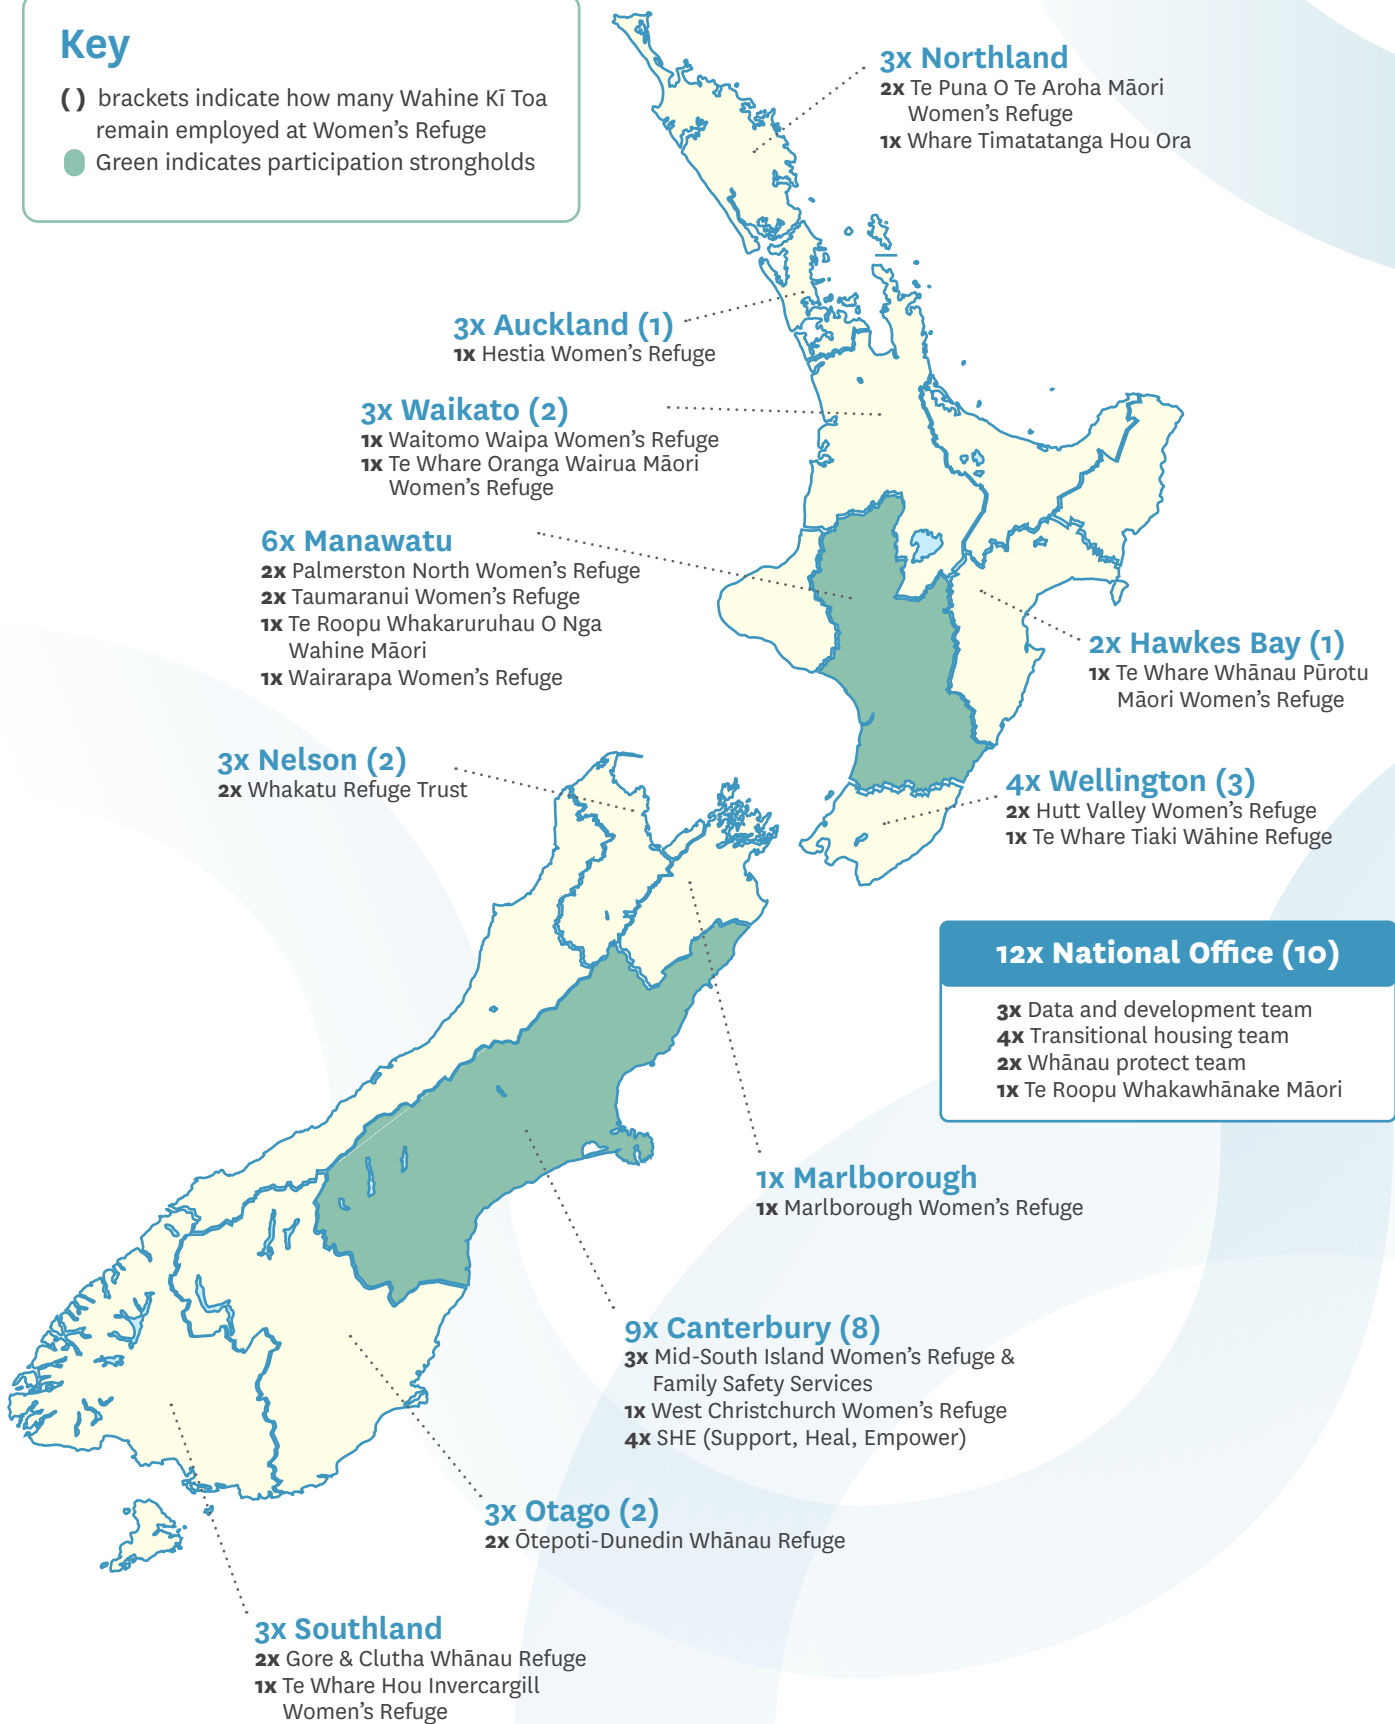 Key
( ) brackets indicate how many Wahine Kī Toa
remain employed at Women's Refuge
Green indicates participation strongholds
3x Northland
2x Te Puna O Te Aroha Māori
Women's Refuge
1x Whare Timatatanga Hou Ora
3x Auckland (1)
1x Hestia Women's Refuge
3x Waikato (2)
1x Waitomo Waipa Women's Refuge
1x Te Whare Oranga Wairua Māori
Women's Refuge
6x Manawatu
2x Palmerston North Women's Refuge
2x Taumaranui Women's Refuge
1x Te Roopu Whakaruruhau O Nga
Wahine Māori
1x Wairarapa Women's Refuge
2x Hawkes Bay (1)
1x Te Whare Whānau Pūrotu
Māori Women's Refuge
3x Nelson (2)
2x Whakatu Refuge Trust
4x Wellington (3)
2x Hutt Valley Women's Refuge
1x Te Whare Tiaki Wāhine Refuge
12x National Office (10)
3x Data and development team
4x Transitional housing team
2x Whānau protect team
1x Te Roopu Whakawhānake Māori
1x Marlborough
1x Marlborough Women's Refuge
9x Canterbury (8)
3x Mid-South Island Women's Refuge &
Family Safety Services
1x West Christchurch Women's Refuge
4x SHE (Support, Heal, Empower)
3x Otago (2)
2x Ōtepoti-Dunedin Whānau Refuge
3x Southland
2x Gore & Clutha Whānau Refuge
1x Te Whare Hou Invercargill
Women's Refuge